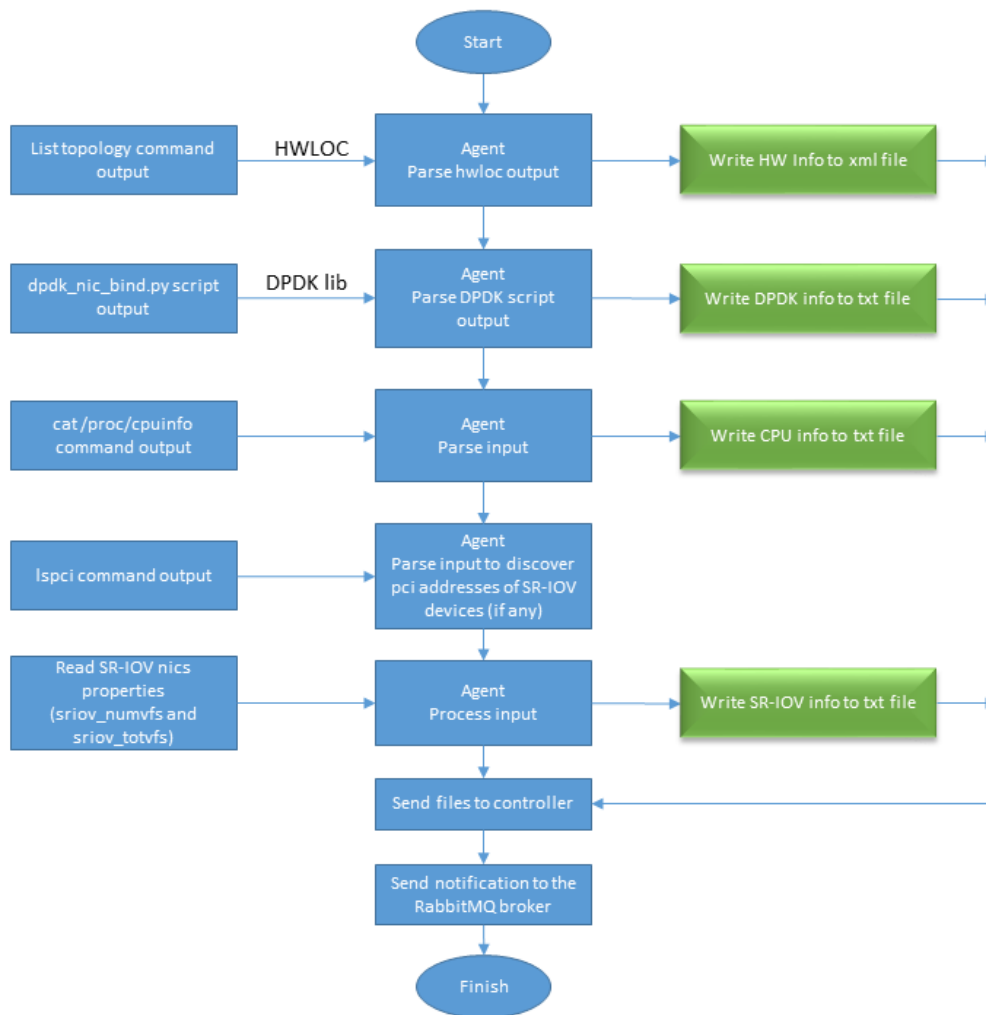 Start
List topology command
output
HWLOC
Agent
Parse hwloc output
Write HW Info to xml file
dpdk_nic_bind.py script
output
DPDK lib
Agent
Parse DPDK script
output
Write DPDK info to txt file
cat /proc/cpuinfo
command output
Agent
Parse input
Write CPU info to txt file
lspci command output
Agent
Parse input to discover
pci addresses of SR-IOV
devices (if any)
Read SR-IOV nics
properties
(sriov_numvfs and
sriov_totvfs)
Agent
Process input
Write SR-IOV info to txt file
Send files to controller
Send notification to the
RabbitMQ broker
Finish